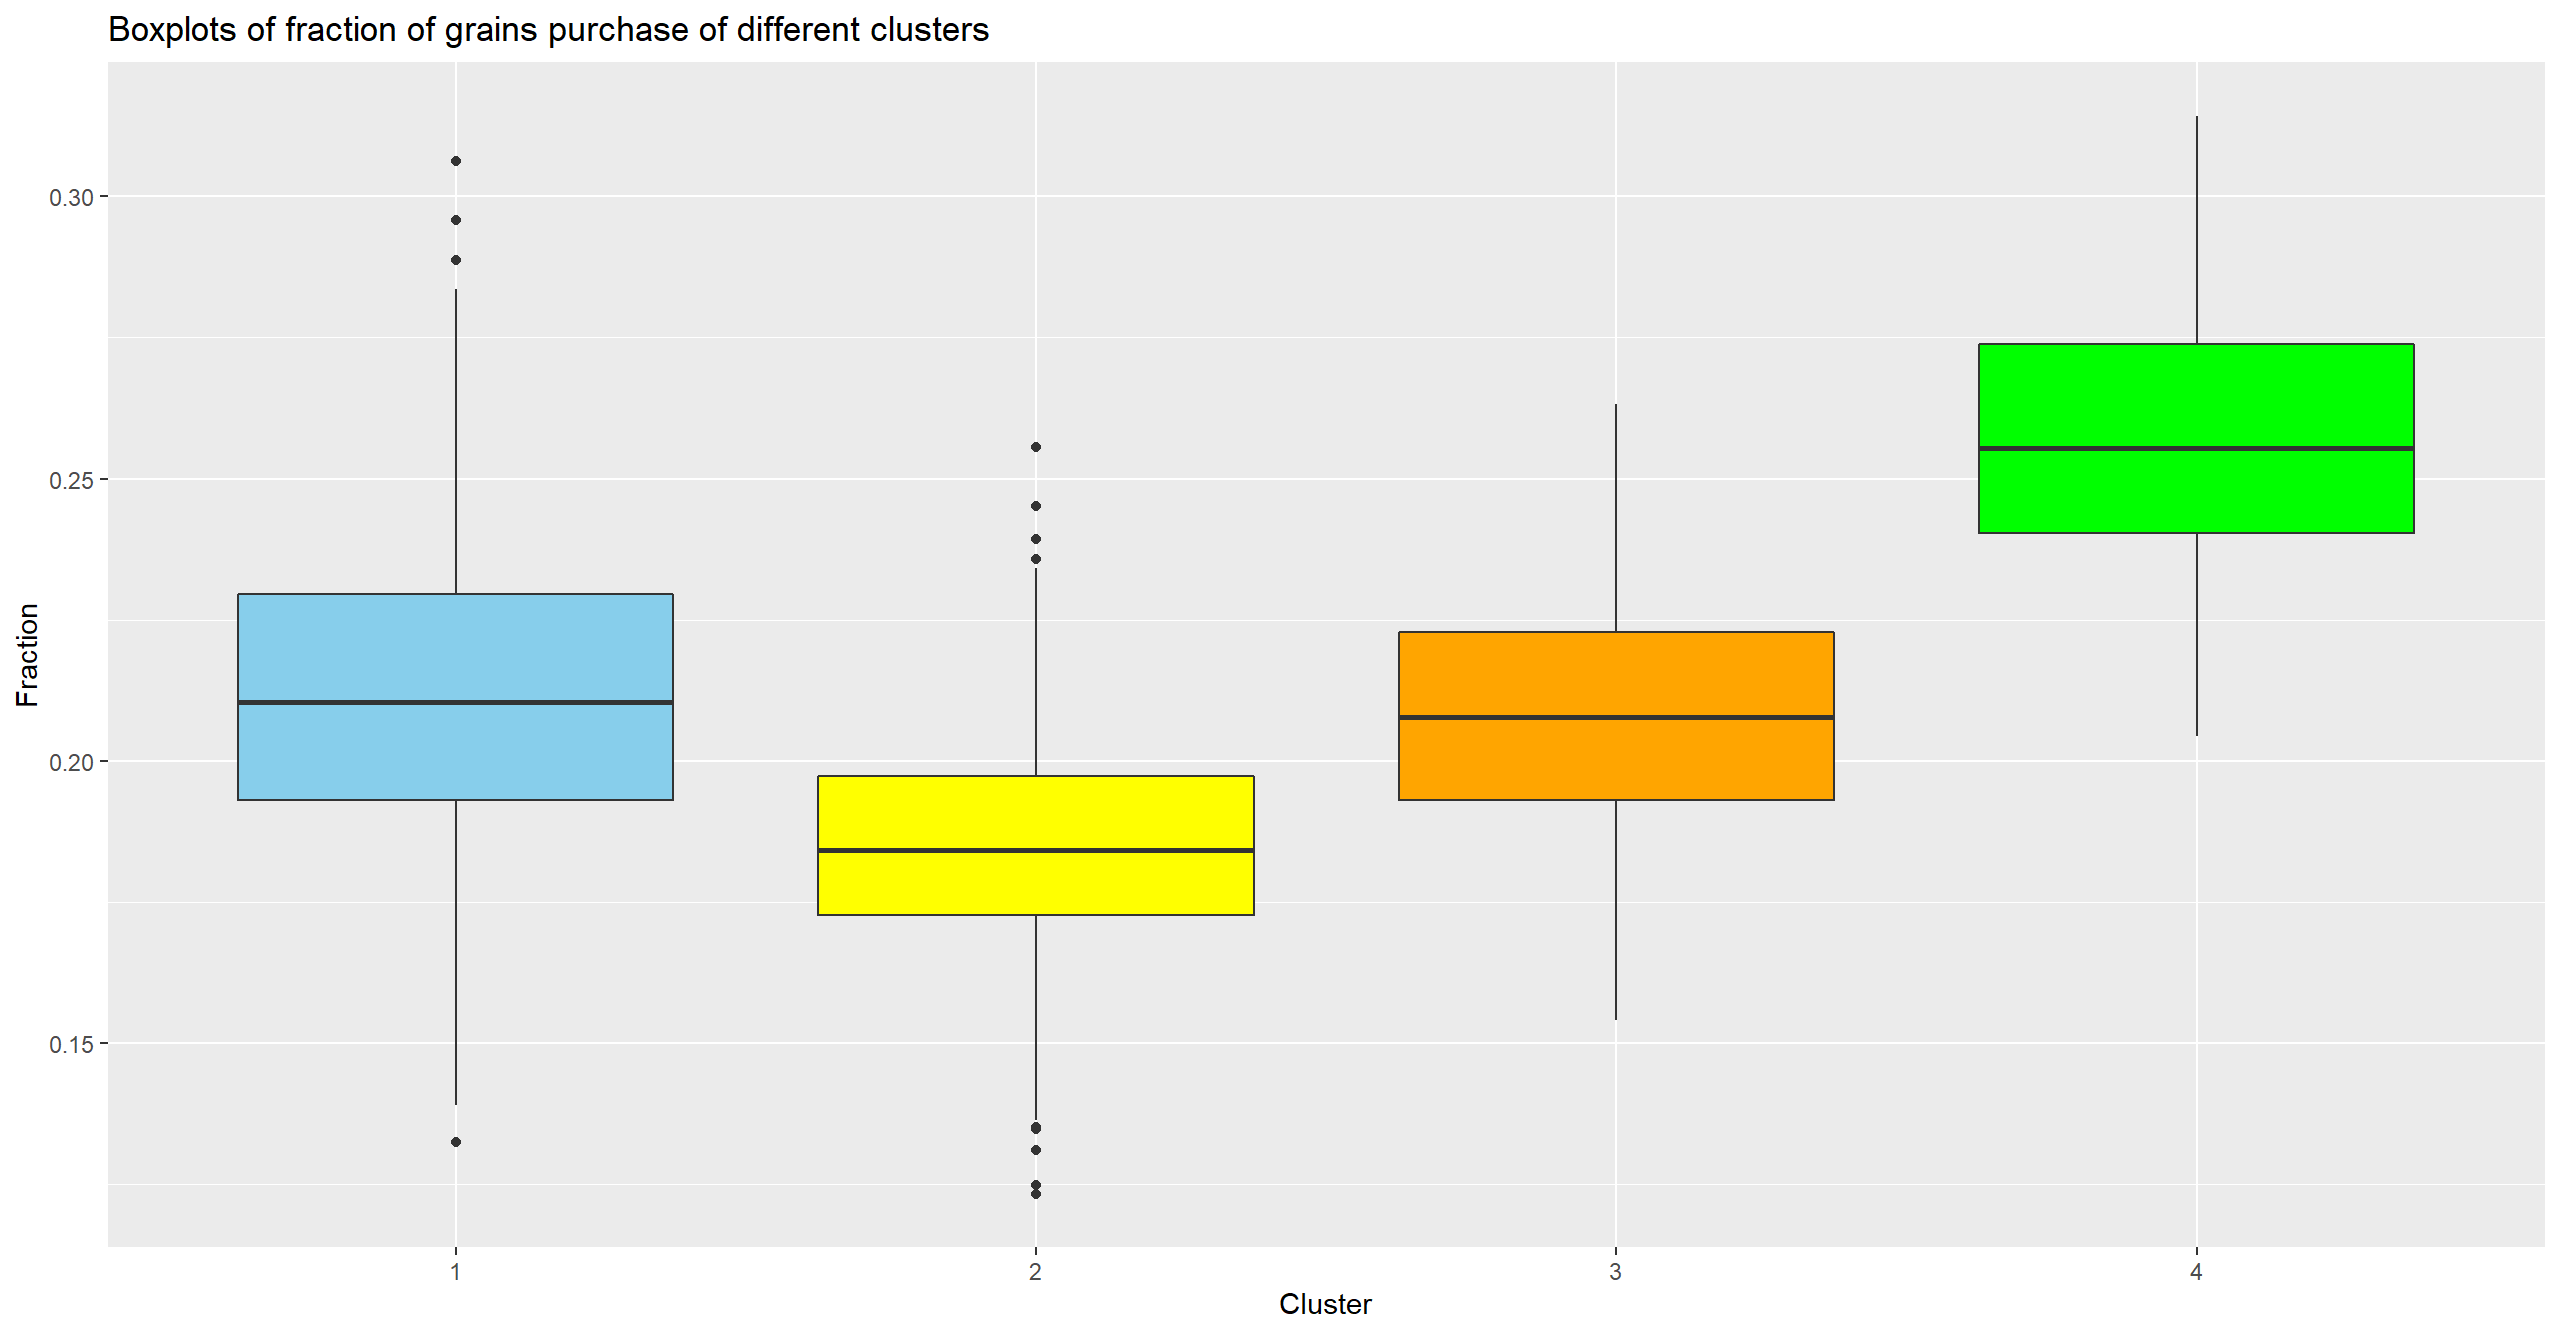 Boxplots of fraction of grains purchase of different clusters
0.30
0.25
0.20
0.15
Fraction
1 2 3 4
Cluster